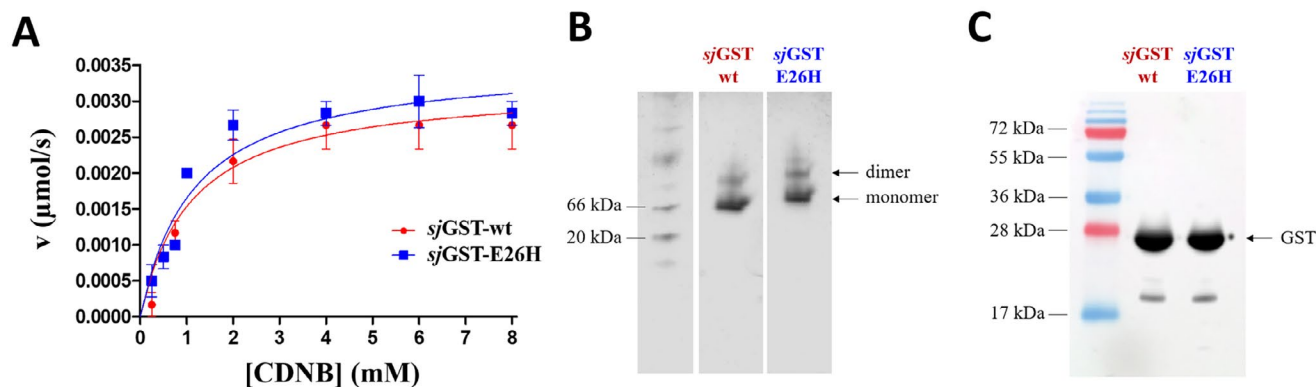 A
0.0035
0.0030
0.0025
0.0020
0.0015
0.0010
0.0005
0.0000
v (µmol/s)
0 1 2 3 4 5 6 7 8
[CDNB] (mM)
sjGST-wt
sjGST-E26H
B
sjGST
wt
sjGST
E26H
dimer
monomer
66 kDa
20 kDa
C
sjGST
wt
sjGST
E26H
72 kDa
55 kDa
36 kDa
28 kDa
17 kDa
GST